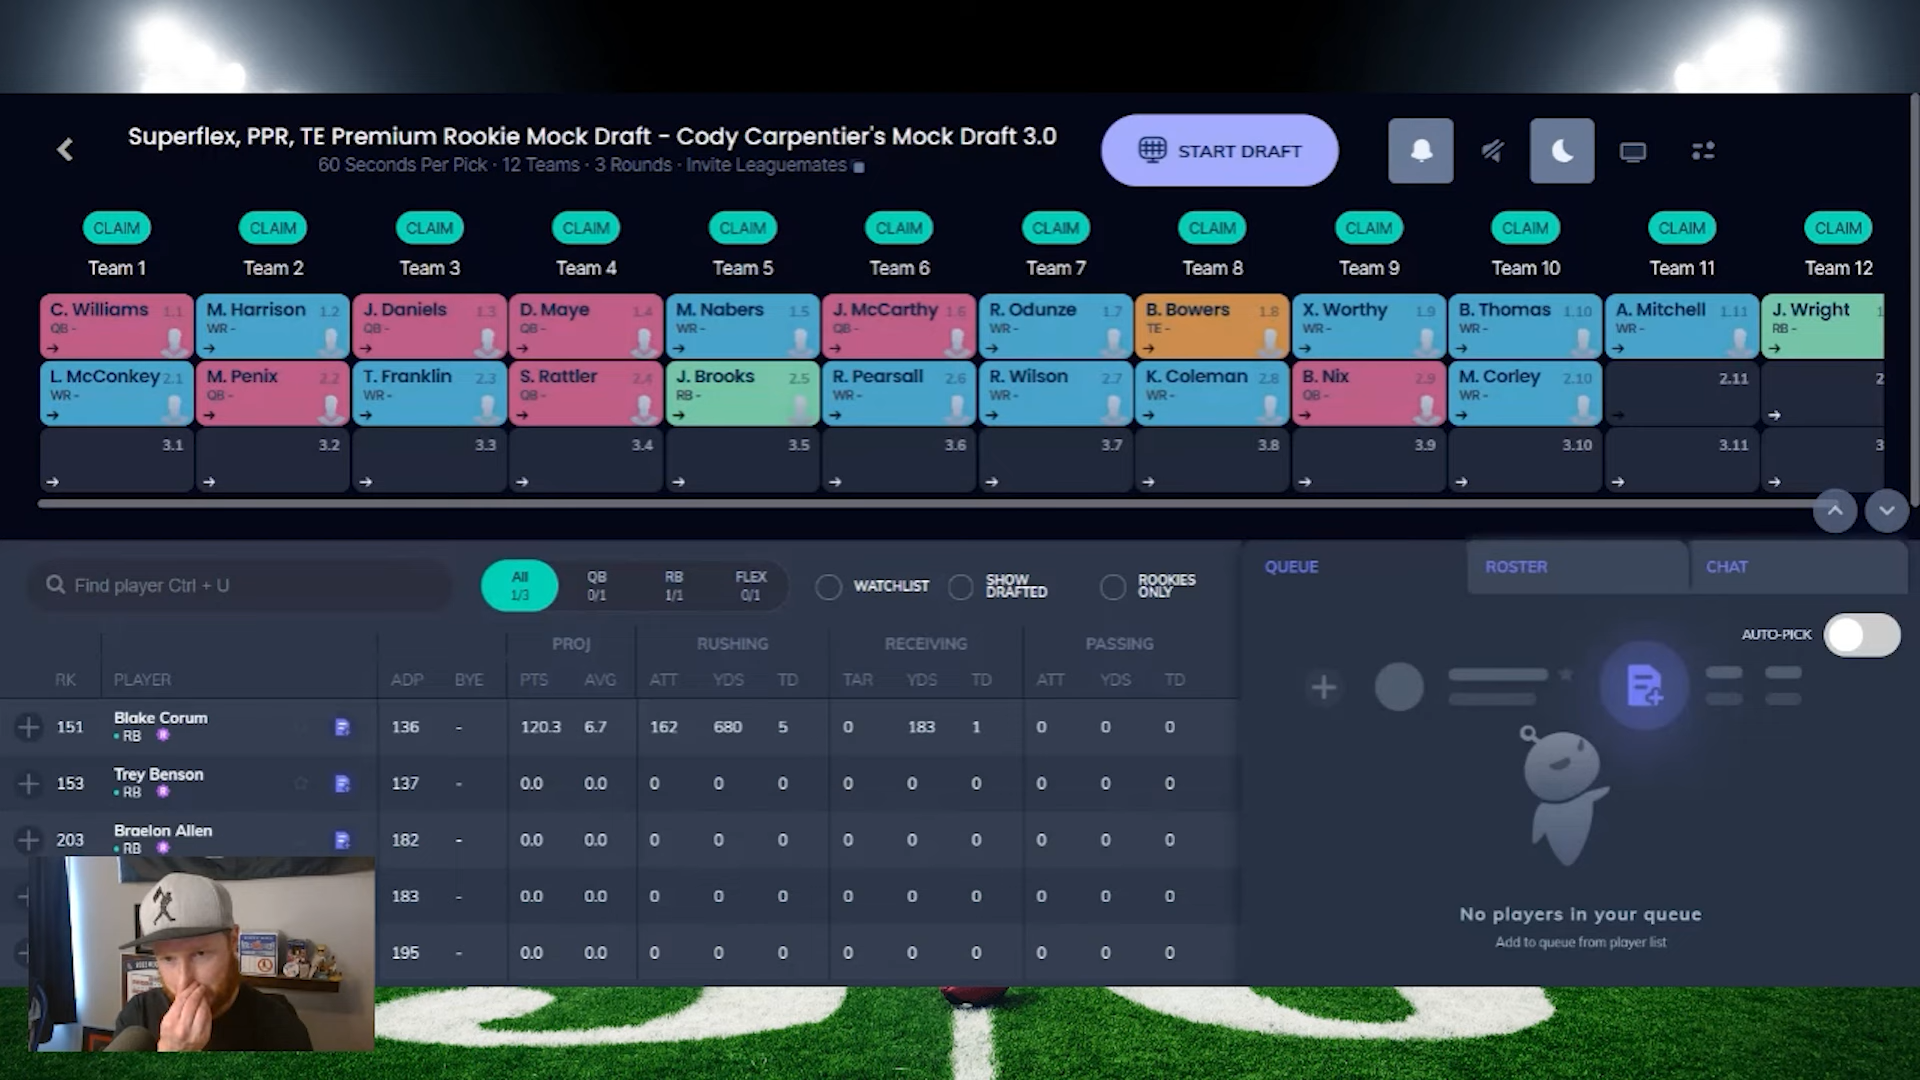 Superflex, PPR, TE Premium Rookie Mock Draft - Cody Carpentier's Mock Draft 3.0
60 Seconds Per Pick · 12 Teams · 3 Rounds · Invite Leaguemates
START DRAFT
CLAIM CLAIM CLAIM CLAIM CLAIM CLAIM CLAIM CLAIM CLAIM CLAIM CLAIM CLAIM
Team 1 Team 2 Team 3 Team 4 Team 5 Team 6 Team 7 Team 8 Team 9 Team 10 Team 11 Team 12
C. Williams 1.1 M. Harrison 1.2 J. Daniels 1.3 D. Maye 1.4 M. Nabers 1.5 J. McCarthy 1.6 R. Odunze 1.7 B. Bowers 1.8 X. Worthy 1.9 B. Thomas 1.10 A. Mitchell 1.11 J. Wright 1
QB - WR - QB - QB - WR - QB - WR - TE - WR - WR - WR - RB -
L. McConkey 2.1 M. Penix 2.2 T. Franklin 2.3 S. Rattler 2.4 J. Brooks 2.5 R. Pearsall 2.6 R. Wilson 2.7 K. Coleman 2.8 B. Nix 2.9 M. Corley 2.10 2.11 2
WR - QB - WR - QB - RB - WR - WR - WR - QB - WR -
3.1 3.2 3.3 3.4 3.5 3.6 3.7 3.8 3.9 3.10 3.11 3
Find player Ctrl + U
All QB RB FLEX
1/3 0/1 1/1 0/1
WATCHLIST
SHOW DRAFTED
ROOKIES ONLY
QUEUE ROSTER CHAT
AUTO-PICK
PROJ RUSHING RECEIVING PASSING
RK PLAYER ADP BYE PTS AVG ATT YDS TD TAR YDS TD ATT YDS TD
151 Blake Corum 136 - 120.3 6.7 162 680 5 0 183 1 0 0 0
RB
153 Trey Benson 137 - 0.0 0.0 0 0 0 0 0 0 0 0 0
RB
203 Braelon Allen 182 - 0.0 0.0 0 0 0 0 0 0 0 0 0
RB
183 - 0.0 0.0 0 0 0 0 0 0 0 0 0
195 - 0.0 0.0 0 0 0 0 0 0 0 0 0
No players in your queue
Add to queue from player list